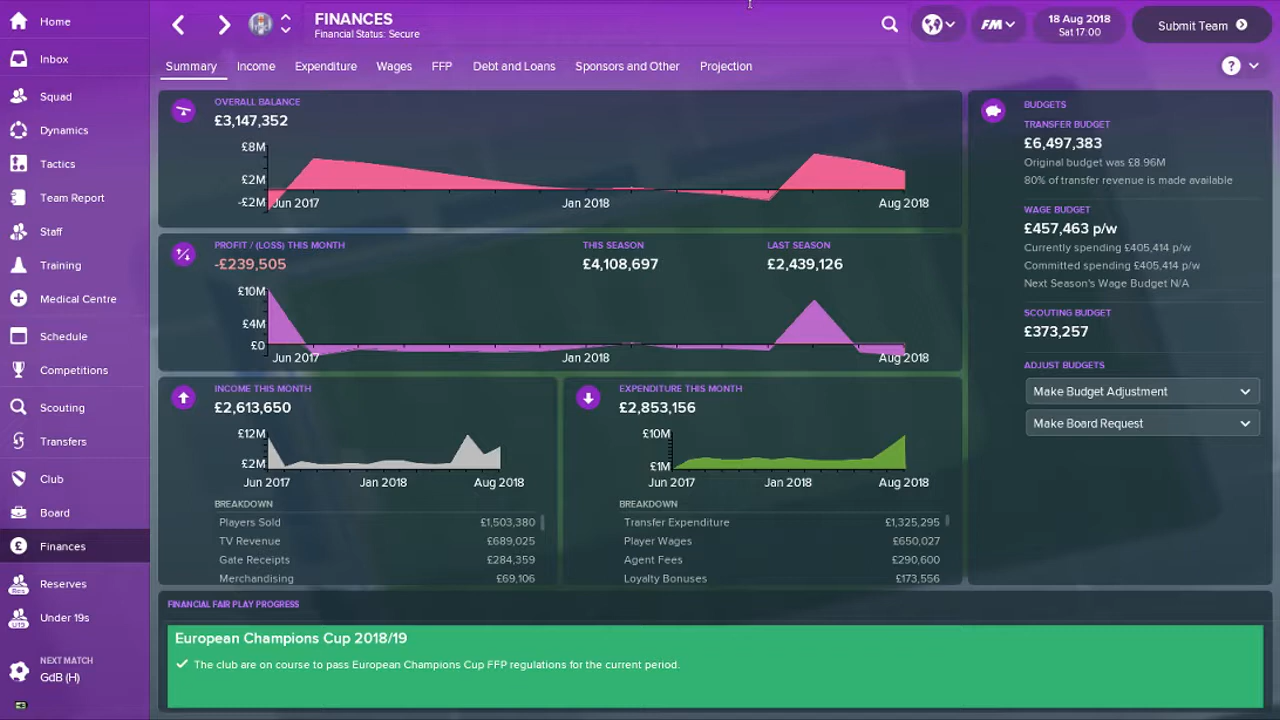 Home
Inbox
Squad
Dynamics
Tactics
Team Report
Staff
Training
Medical Centre
Schedule
Competitions
Scouting
Transfers
Club
Board
Finances
Reserves
Under 19s
NEXT MATCH
GdB (H)
FINANCES
Financial Status: Secure
FM
18 Aug 2018
Sat 17:00
Submit Team
Summary
Income
Expenditure
Wages
FFP
Debt and Loans
Sponsors and Other
Projection
?
OVERALL BALANCE
£3,147,352
£8M
£2M
-£2M
Jun 2017
Jan 2018
Aug 2018
PROFIT / (LOSS) THIS MONTH
-£239,505
THIS SEASON
£4,108,697
LAST SEASON
£2,439,126
£10M
£4M
£0
Jun 2017
Jan 2018
Aug 2018
INCOME THIS MONTH
£2,613,650
£12M
£2M
Jun 2017
Jan 2018
Aug 2018
BREAKDOWN
Players Sold £1,503,380
TV Revenue £689,025
Gate Receipts £284,359
Merchandising £69,106
EXPENDITURE THIS MONTH
£2,853,156
£10M
£1M
Jun 2017
Jan 2018
Aug 2018
BREAKDOWN
Transfer Expenditure £1,325,295
Player Wages £650,027
Agent Fees £290,600
Loyalty Bonuses £173,556
BUDGETS
TRANSFER BUDGET
£6,497,383
Original budget was £8.96M
80% of transfer revenue is made available
WAGE BUDGET
£457,463 p/w
Currently spending £405,414 p/w
Committed spending £405,414 p/w
Next Season's Wage Budget N/A
SCOUTING BUDGET
£373,257
ADJUST BUDGETS
Make Budget Adjustment
Make Board Request
FINANCIAL FAIR PLAY PROGRESS
European Champions Cup 2018/19
The club are on course to pass European Champions Cup FFP regulations for the current period.